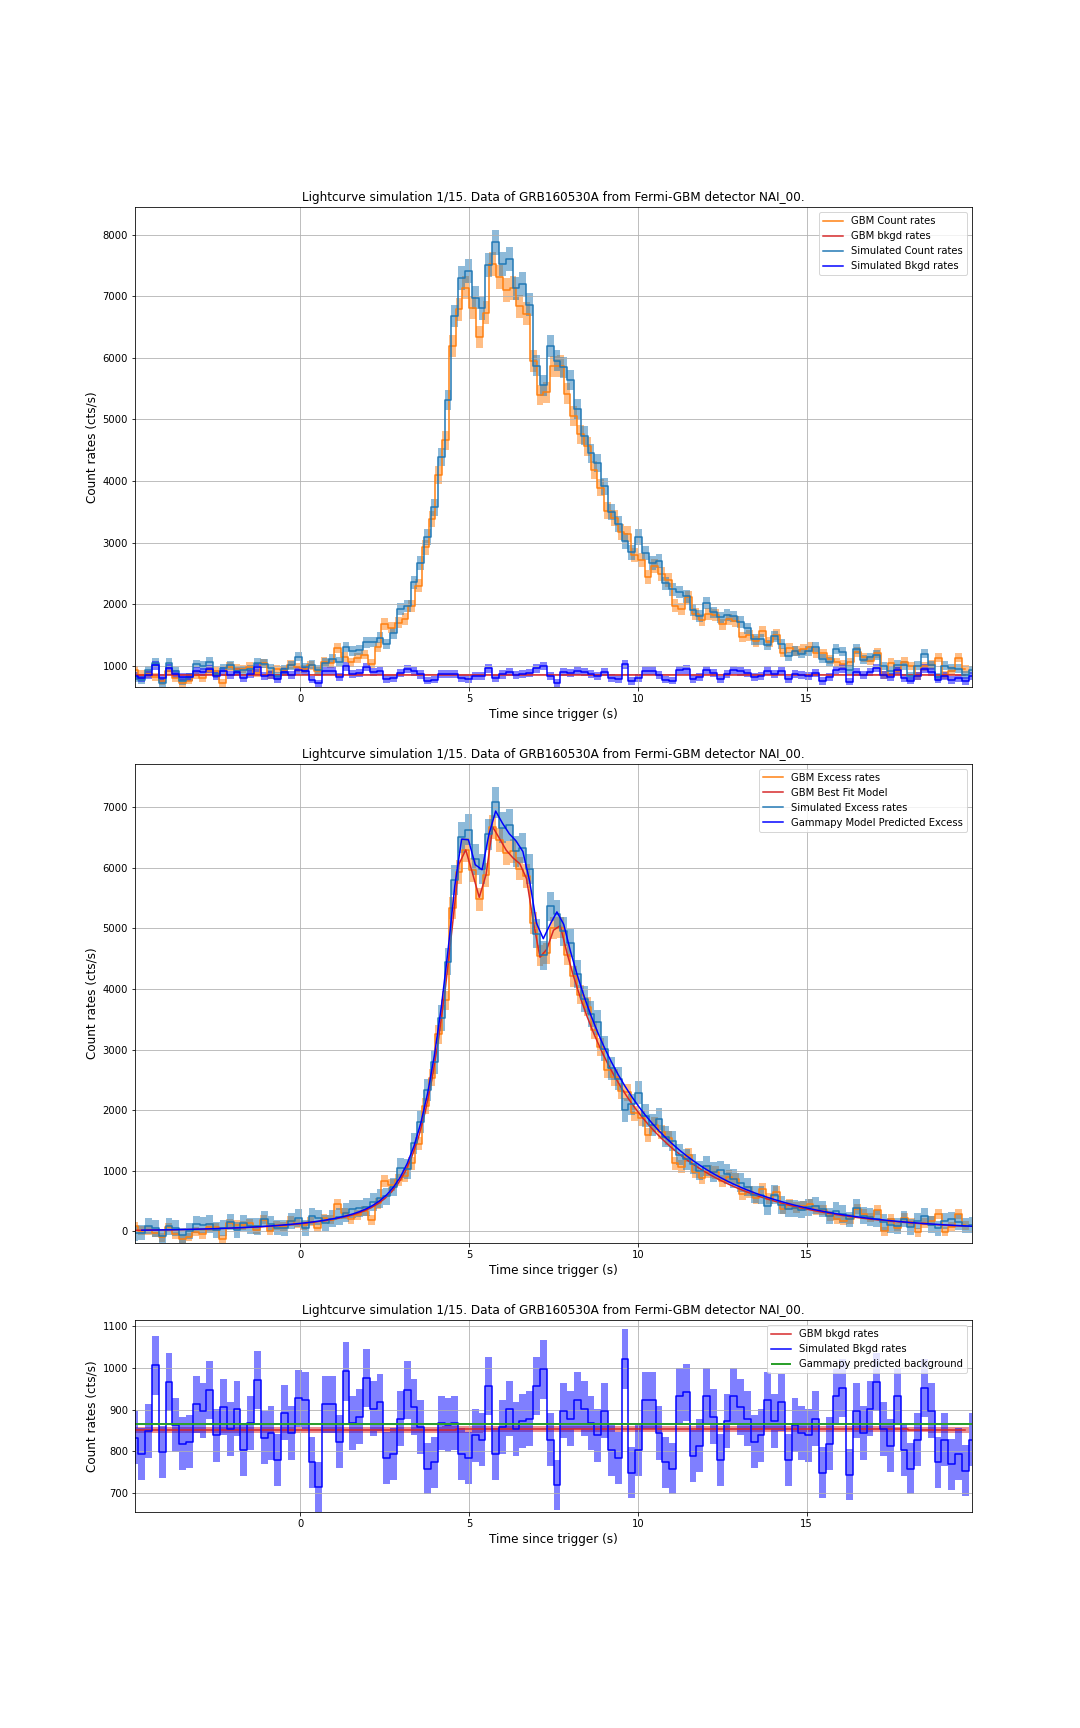 Lightcurve simulation 1/15. Data of GRB160530A from Fermi-GBM detector NAI_00.
GBM Count rates
GBM bkgd rates
Simulated Count rates
Simulated Bkgd rates
Count rates (cts/s)
8000
7000
6000
5000
4000
3000
2000
1000
0 5 10 15
Time since trigger (s)
Lightcurve simulation 1/15. Data of GRB160530A from Fermi-GBM detector NAI_00.
GBM Excess rates
GBM Best Fit Model
Simulated Excess rates
Gammapy Model Predicted Excess
Count rates (cts/s)
7000
6000
5000
4000
3000
2000
1000
0
0 5 10 15
Time since trigger (s)
Lightcurve simulation 1/15. Data of GRB160530A from Fermi-GBM detector NAI_00.
GBM bkgd rates
Simulated Bkgd rates
Gammapy predicted background
Count rates (cts/s)
1100
1000
900
800
700
0 5 10 15
Time since trigger (s)